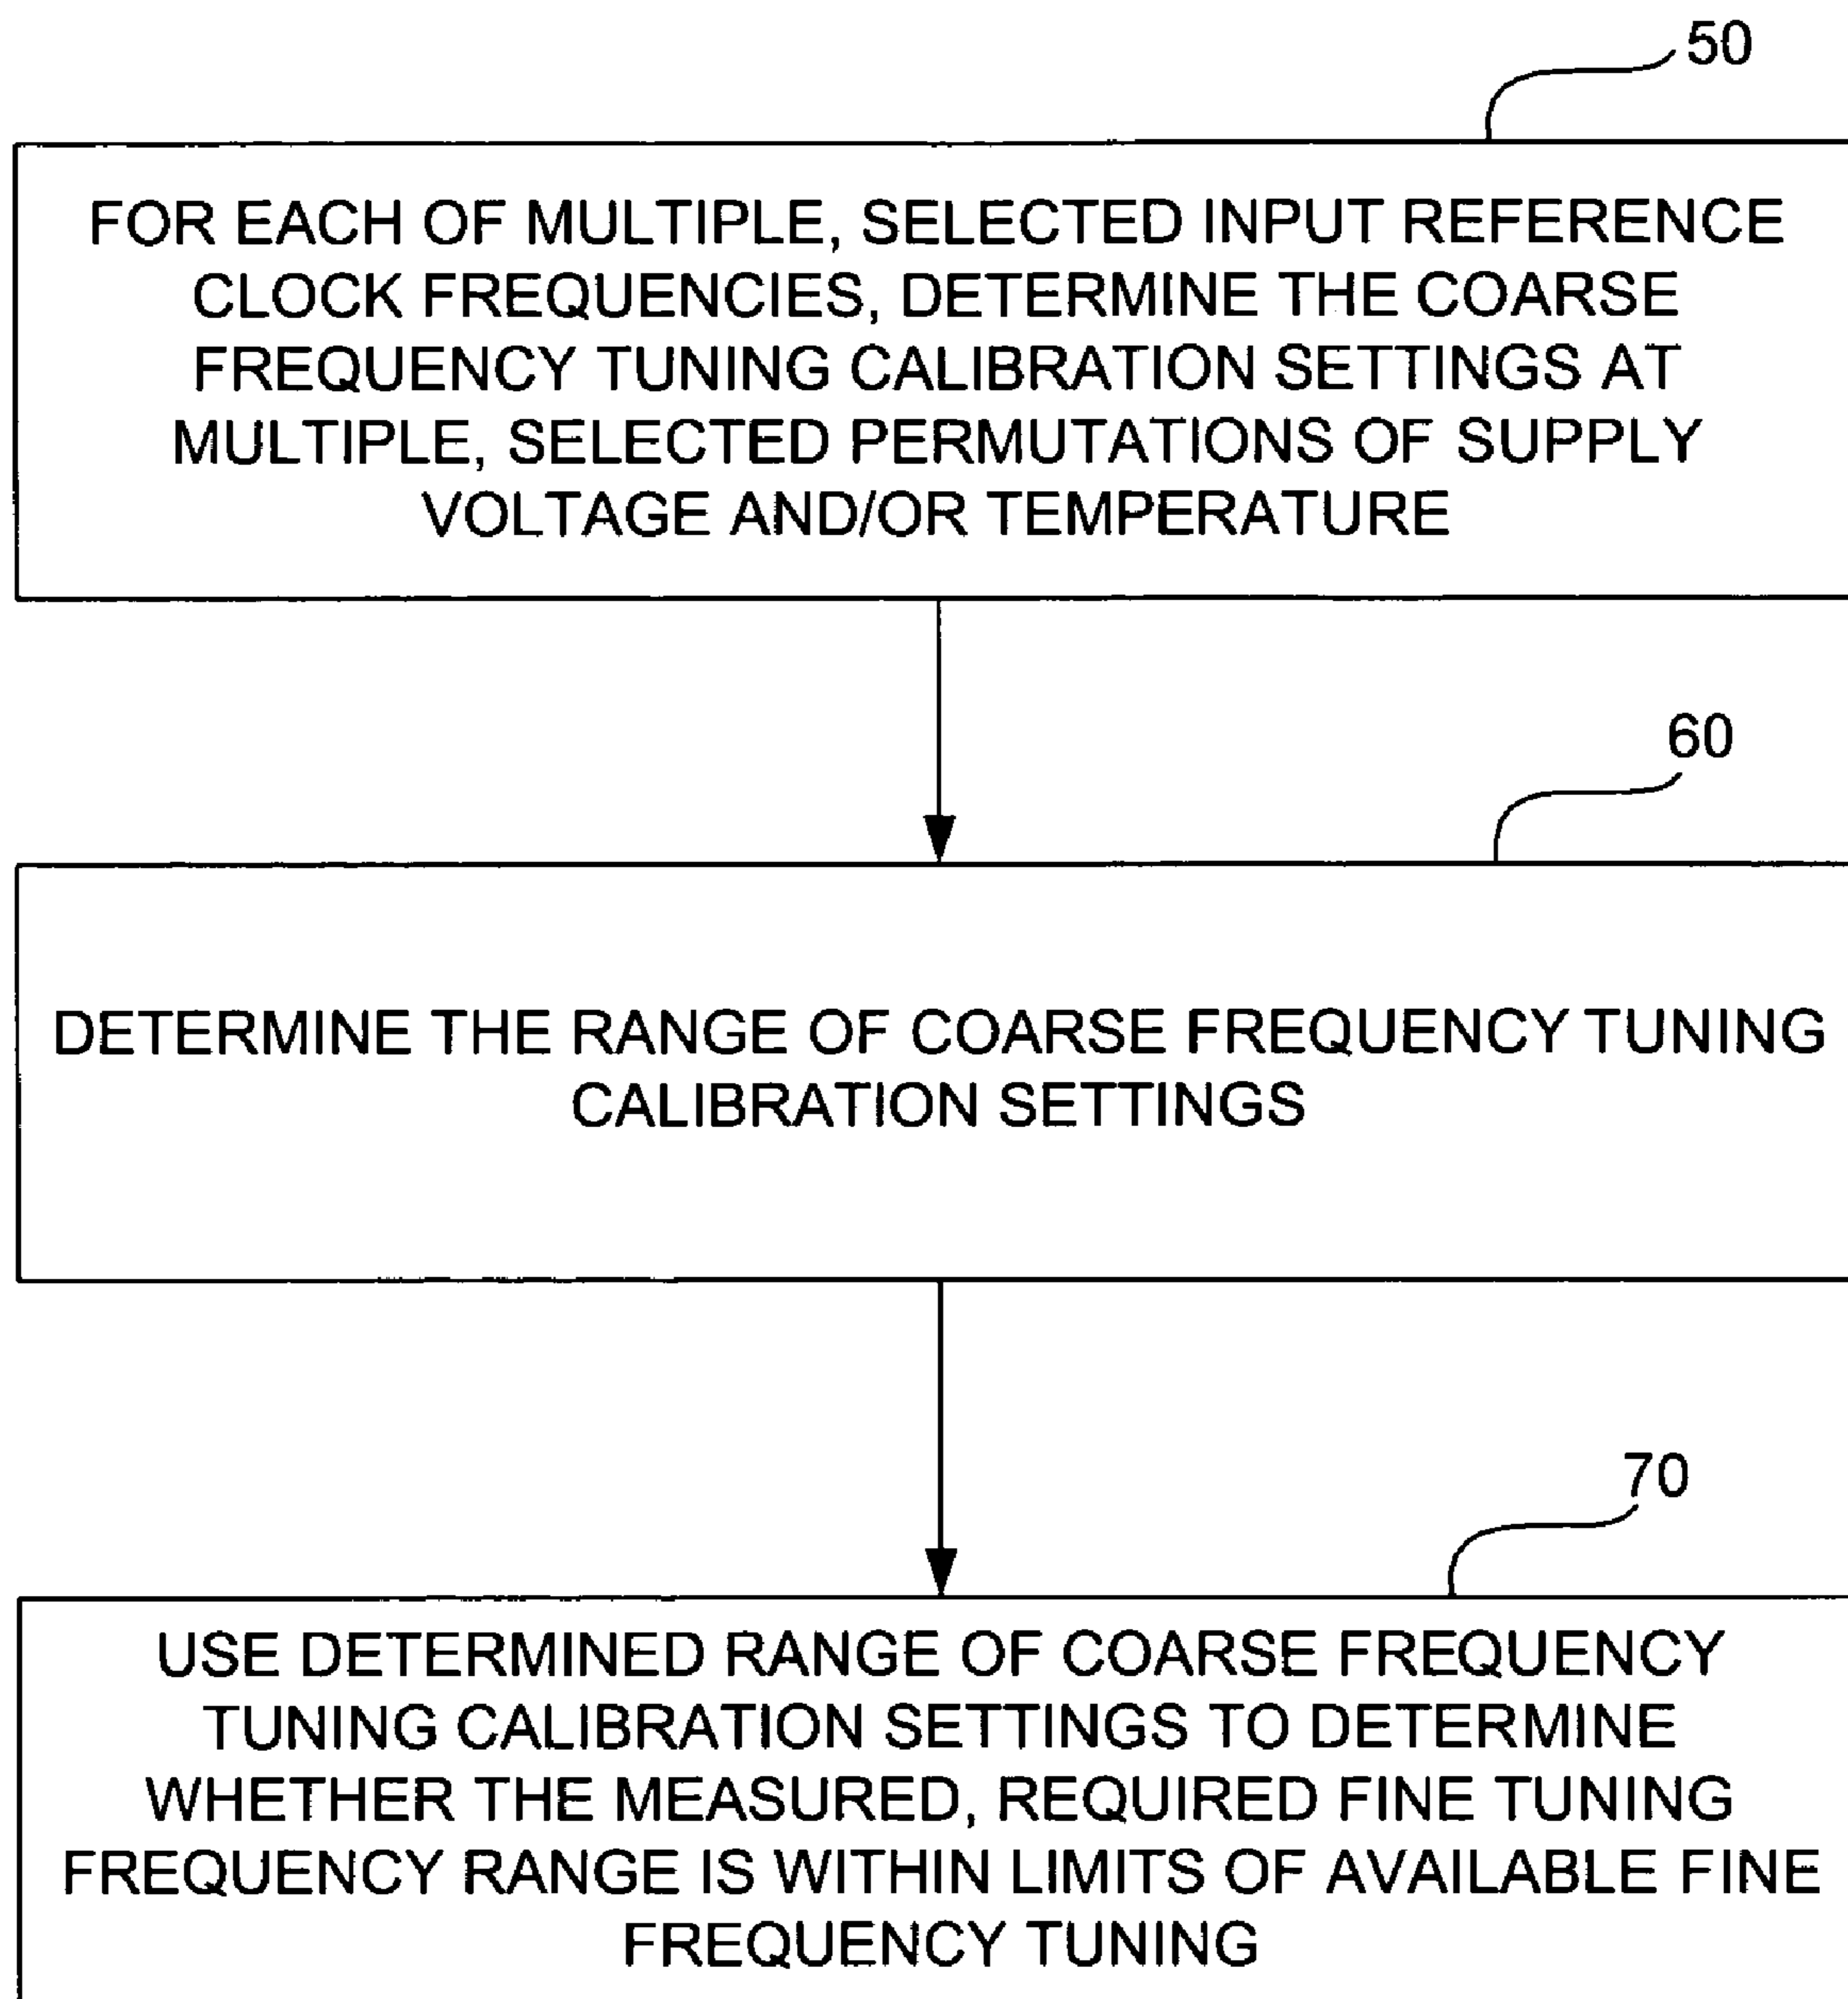 50
FOR EACH OF MULTIPLE, SELECTED INPUT REFERENCE
CLOCK FREQUENCIES, DETERMINE THE COARSE
FREQUENCY TUNING CALIBRATION SETTINGS AT
MULTIPLE, SELECTED PERMUTATIONS OF SUPPLY
VOLTAGE AND/OR TEMPERATURE
60
DETERMINE THE RANGE OF COARSE FREQUENCY TUNING
CALIBRATION SETTINGS
70
USE DETERMINED RANGE OF COARSE FREQUENCY
TUNING CALIBRATION SETTINGS TO DETERMINE
WHETHER THE MEASURED, REQUIRED FINE TUNING
FREQUENCY RANGE IS WITHIN LIMITS OF AVAILABLE FINE
FREQUENCY TUNING